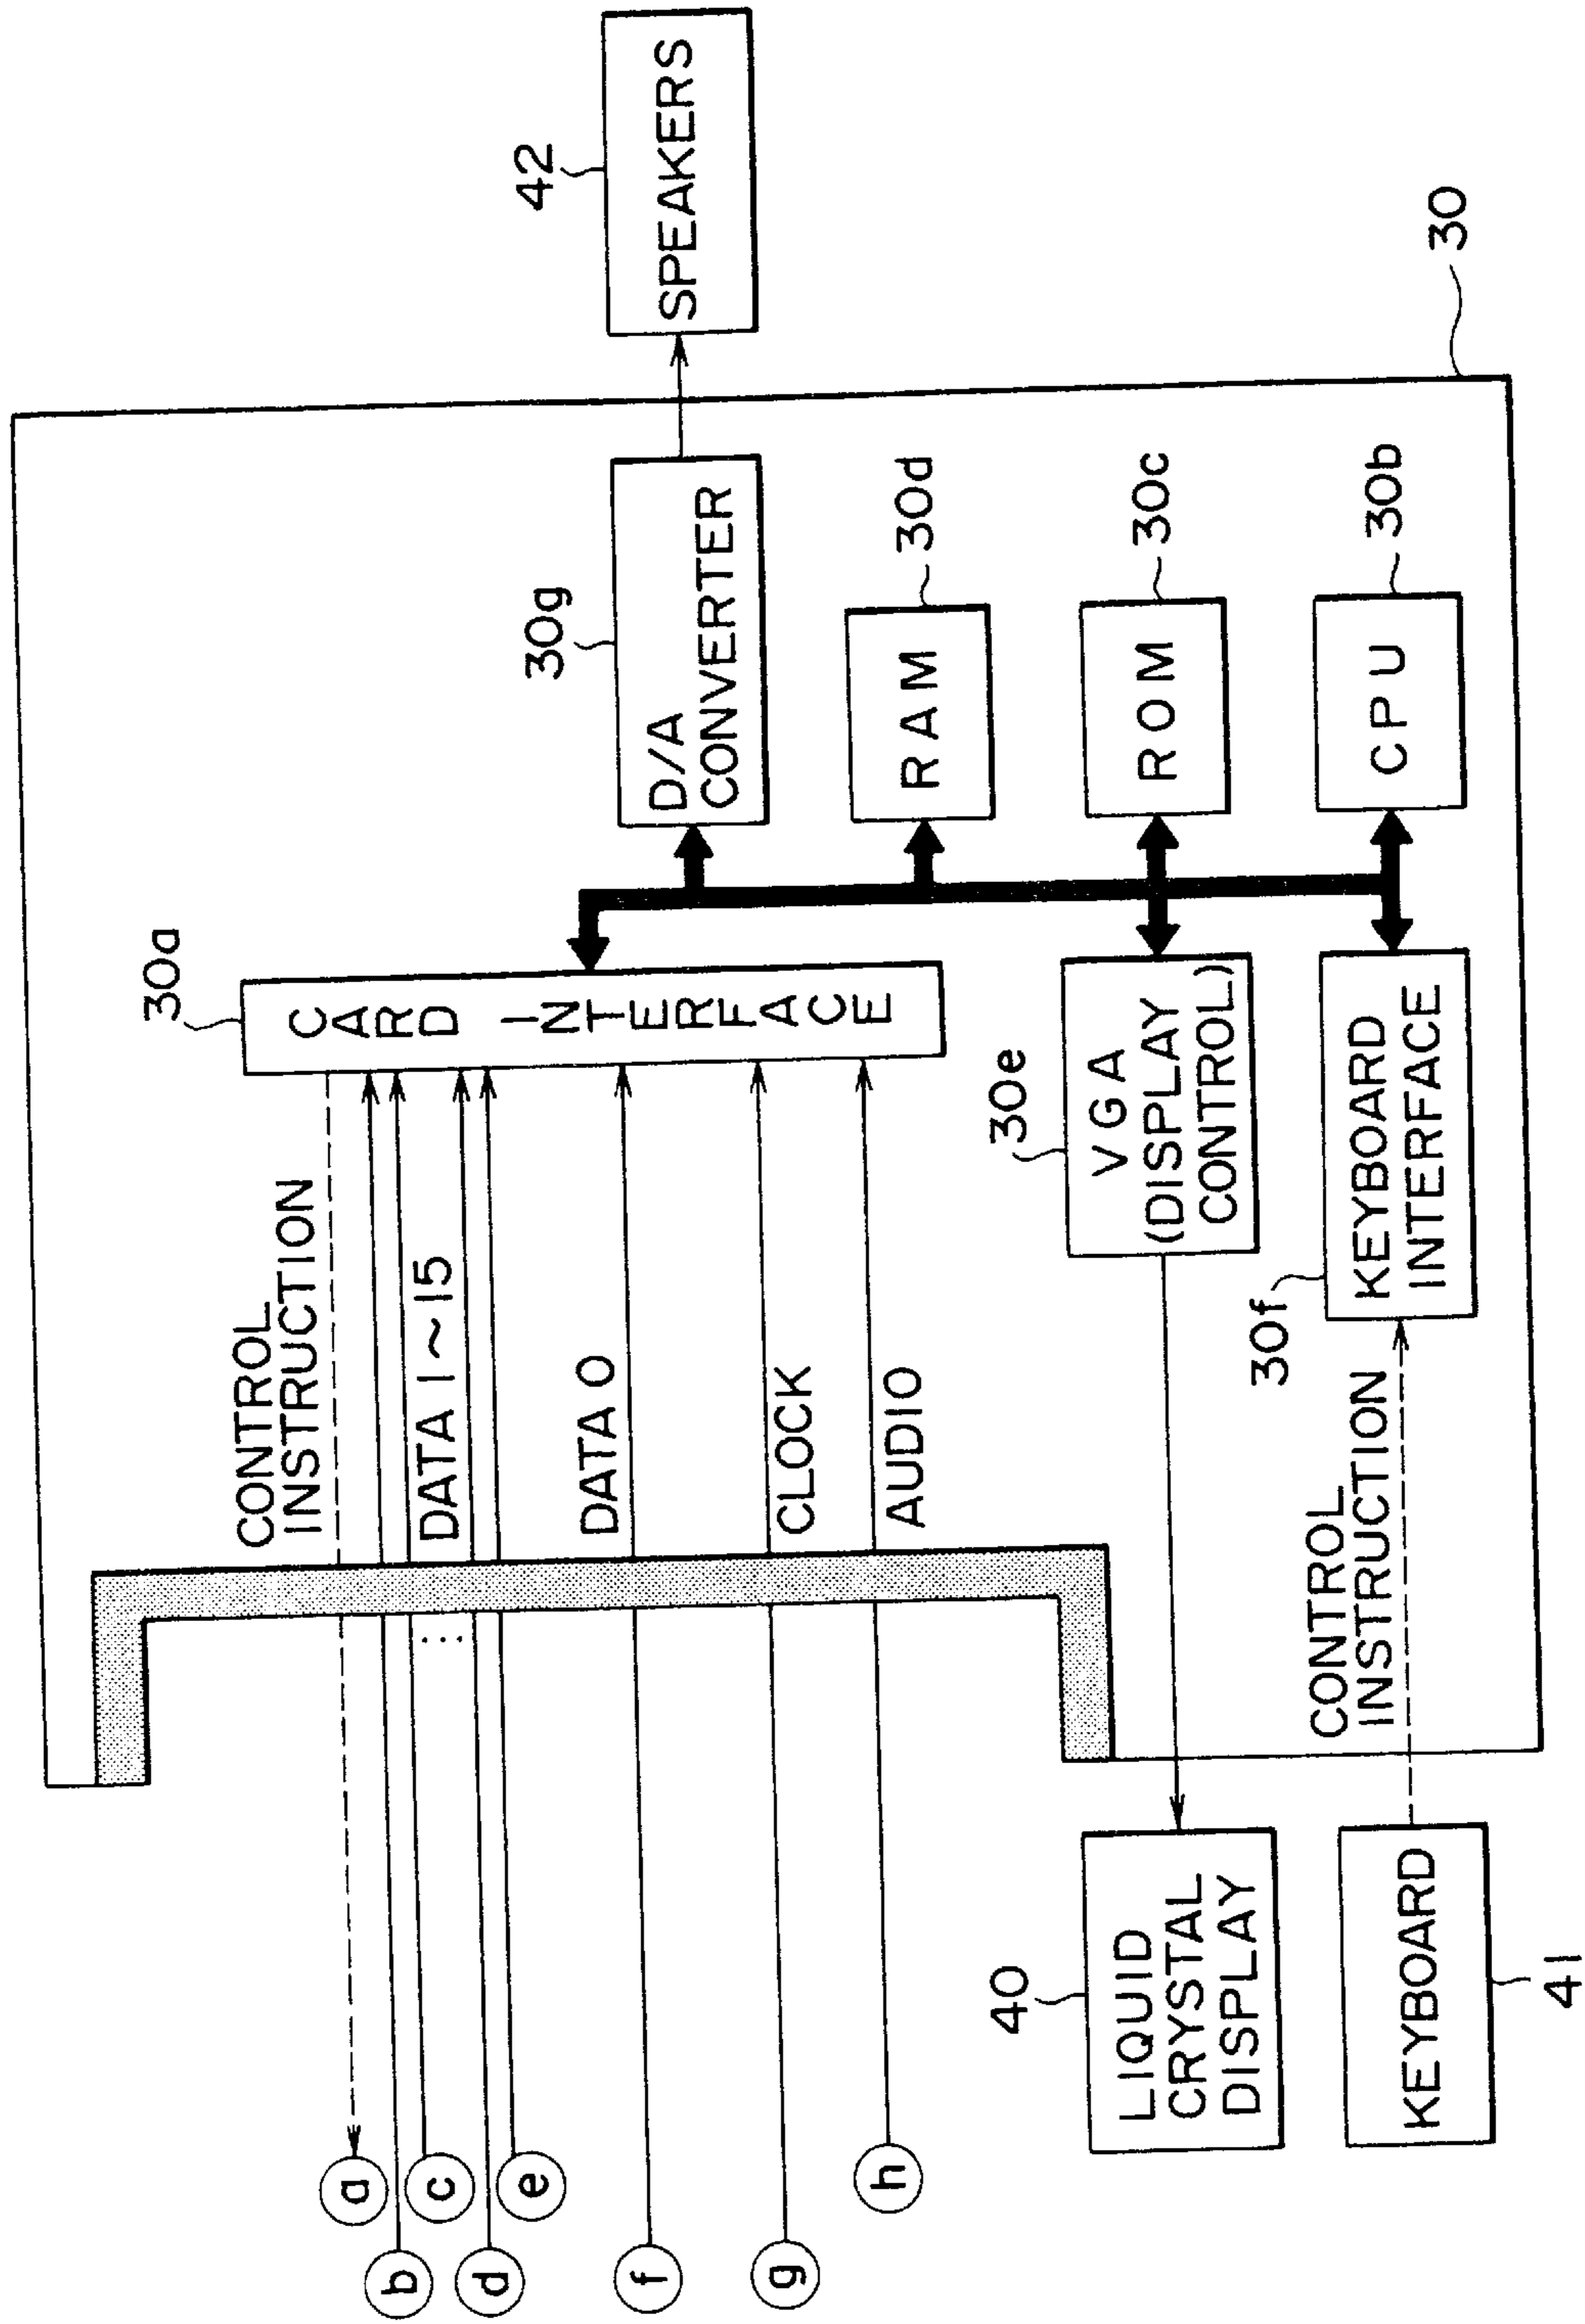 42
SPEAKERS
30
30g
D/A
CONVERTER
30d
RAM
30c
ROM
30b
CPU
30a
CARD INTERFACE
CONTROL
INSTRUCTION
DATA 1~15
DATA 0
CLOCK
AUDIO
30e
VGA
(DISPLAY
CONTROL)
30f
KEYBOARD
INTERFACE
CONTROL
INSTRUCTION
...
a
b
c
d
e
f
g
h
40
LIQUID
CRYSTAL
DISPLAY
KEYBOARD
41